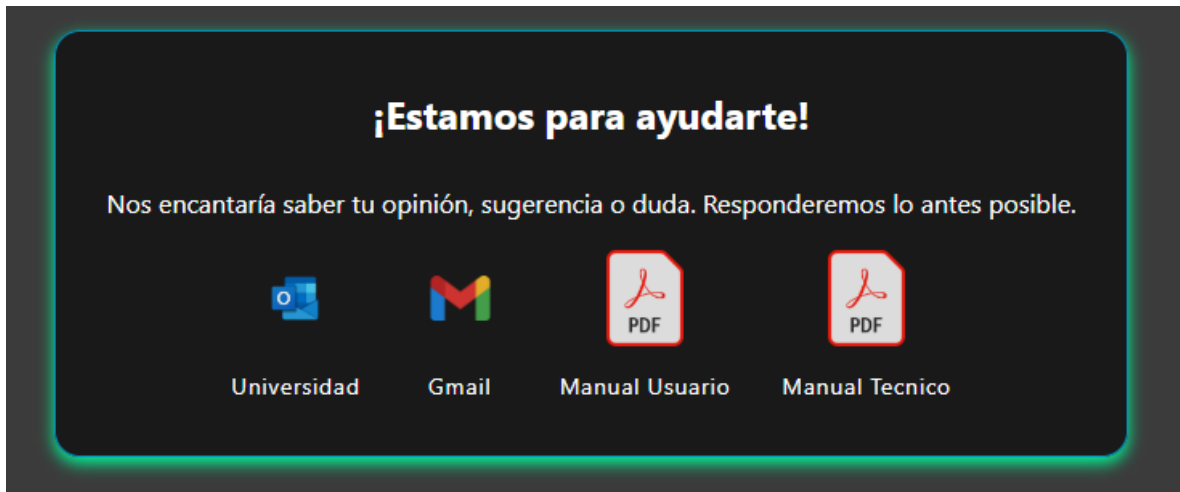 ¡Estamos para ayudarte!
Nos encantaría saber tu opinión, sugerencia o duda. Responderemos lo antes posible.
O
PDF
PDF
Universidad
Gmail
Manual Usuario
Manual Tecnico